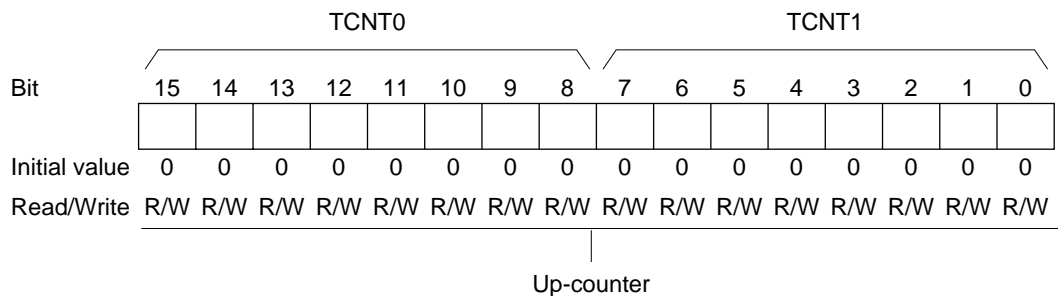 TCNT0 TCNT1
Bit 15 14 13 12 11 10 9 8 7 6 5 4 3 2 1 0
Initial value 0 0 0 0 0 0 0 0 0 0 0 0 0 0 0 0
Read/Write R/W R/W R/W R/W R/W R/W R/W R/W R/W R/W R/W R/W R/W R/W R/W R/W
Up-counter